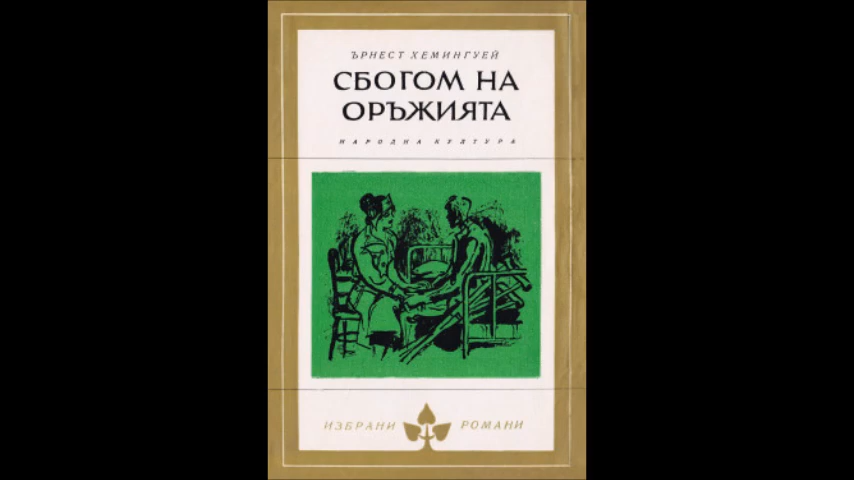 ЪРНЕСТ ХЕМИНГУЕЙ
СБОГОМ НА
ОРЪЖИЯТА
НАРОДНА КУЛТУРА
ИЗБРАНИ РОМАНИ